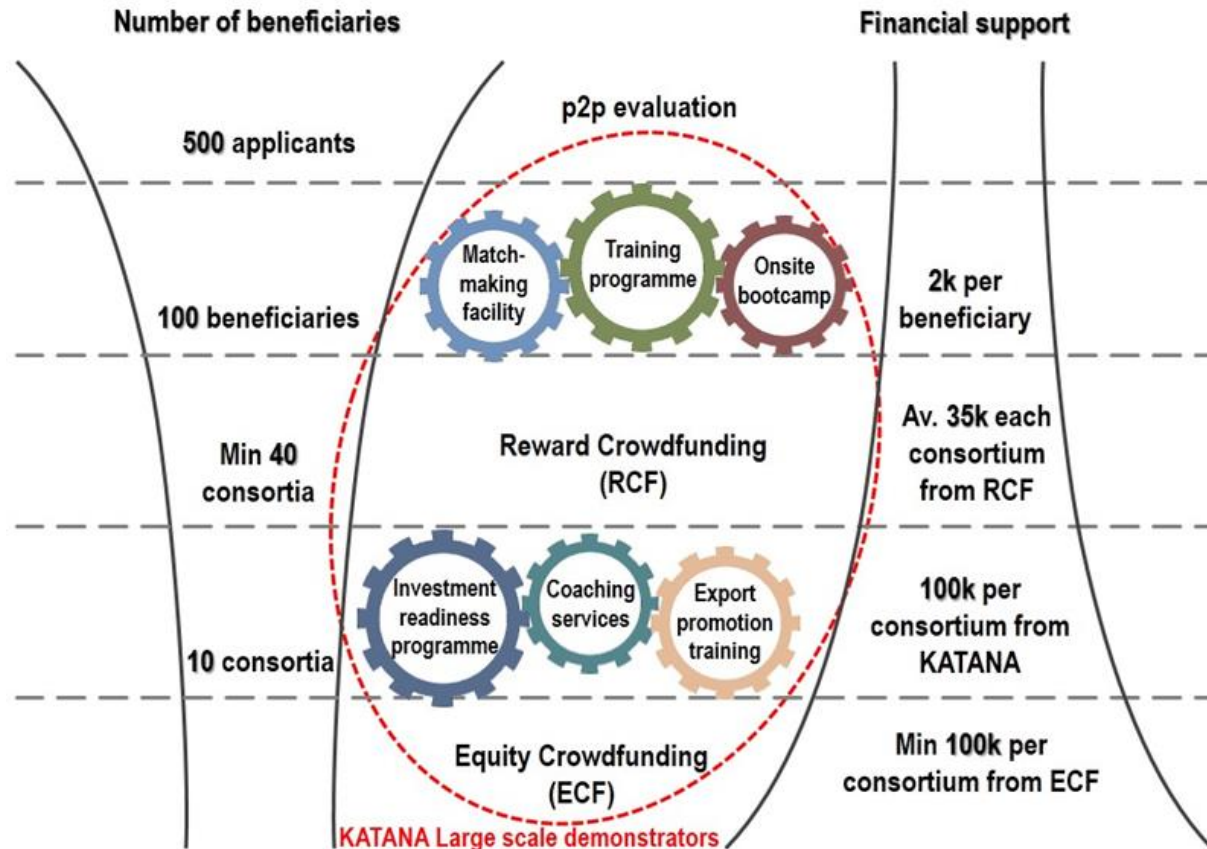 Number of beneficiaries
Financial support
p2p evaluation
500 applicants
Match-
making
facility
Training
programme
Onsite
bootcamp
100 beneficiaries
2k per
beneficiary
Min 40
consortia
Reward Crowdfunding
(RCF)
Av. 35k each
consortium
from RCF
Investment
readiness
programme
Coaching
services
Export
promotion
training
10 consortia
100k per
consortium from
KATANA
Equity Crowdfunding
(ECF)
Min 100k per
consortium from ECF
KATANA Large scale demonstrators